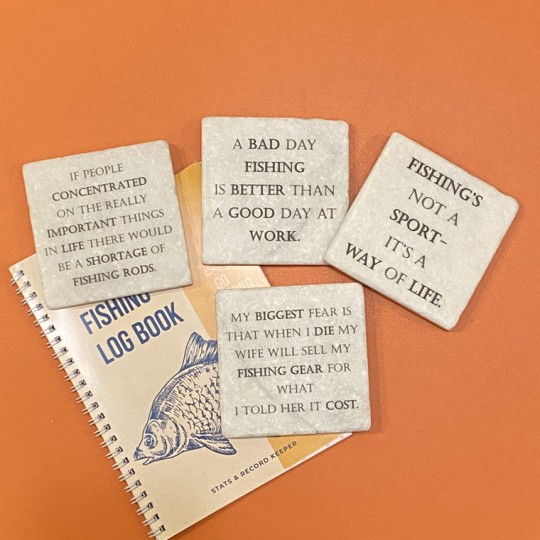 IF PEOPLE
CONCENTRATED
ON THE REALLY
IMPORTANT THINGS
IN LIFE THERE WOULD
BE A SHORTAGE OF
FISHING RODS.
A BAD DAY
FISHING
IS BETTER THAN
A GOOD DAY AT
WORK.
FISHING'S
NOT A
SPORT-
IT'S A
WAY OF LIFE.
MY BIGGEST FEAR IS
THAT WHEN I DIE MY
WIFE WILL SELL MY
FISHING GEAR FOR
WHAT
I TOLD HER IT COST.
FISHING
LOG BOOK
STATS & RECORD KEEPER